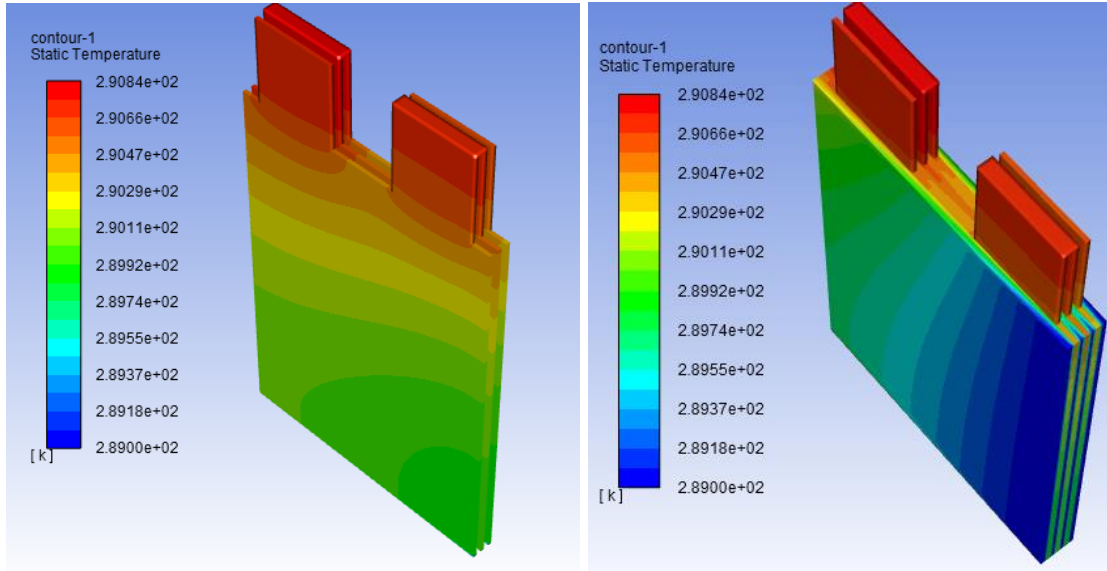 contour-1
Static Temperature
2.9084e+02
2.9066e+02
2.9047e+02
2.9029e+02
2.9011e+02
2.8992e+02
2.8974e+02
2.8955e+02
2.8937e+02
2.8918e+02
2.8900e+02
[ k ]
contour-1
Static Temperature
2.9084e+02
2.9066e+02
2.9047e+02
2.9029e+02
2.9011e+02
2.8992e+02
2.8974e+02
2.8955e+02
2.8937e+02
2.8918e+02
2.8900e+02
[ k ]